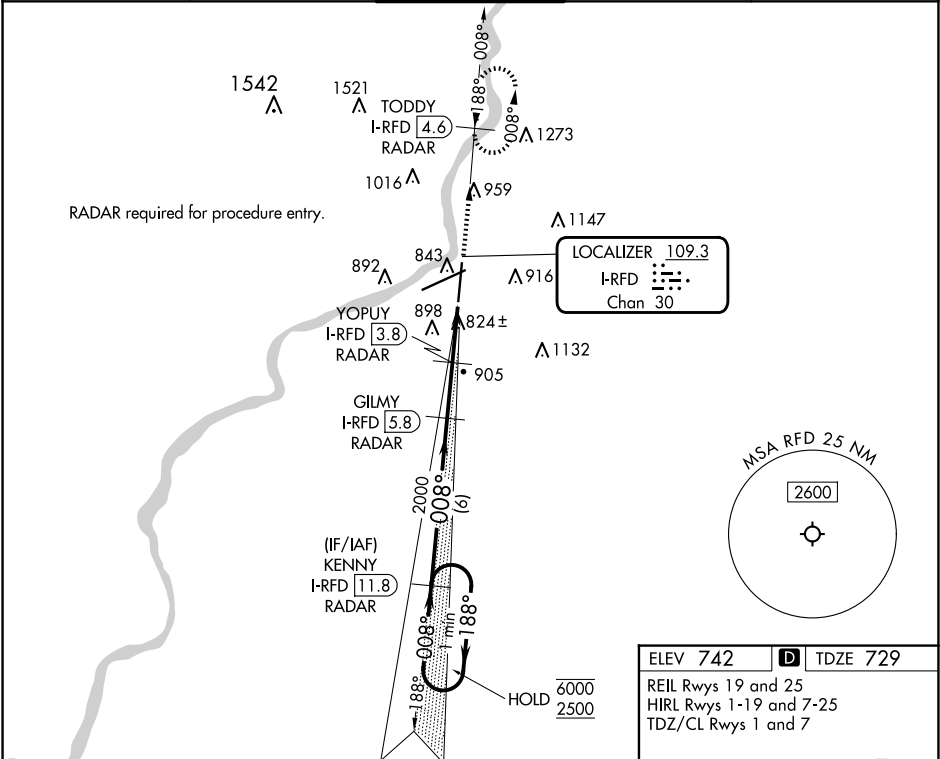 1542
1521
TODDY
I-RFD 4.6
RADAR
188°
008°
008°
1273
1016
959
RADAR required for procedure entry.
1147
LOCALIZER 109.3
I-RFD
Chan 30
892
843
916
YOPUY
I-RFD 3.8
RADAR
898
824±
1132
905
GILMY
I-RFD 5.8
RADAR
2000
008°
(6)
MSA RFD 25 NM
2600
(IF/IAF)
KENNY
I-RFD 11.8
RADAR
008°
1 min
188°
188°
HOLD 6000
2500
ELEV 742 D TDZE 729
REIL Rwys 19 and 25
HIRL Rwys 1-19 and 7-25
TDZ/CL Rwys 1 and 7